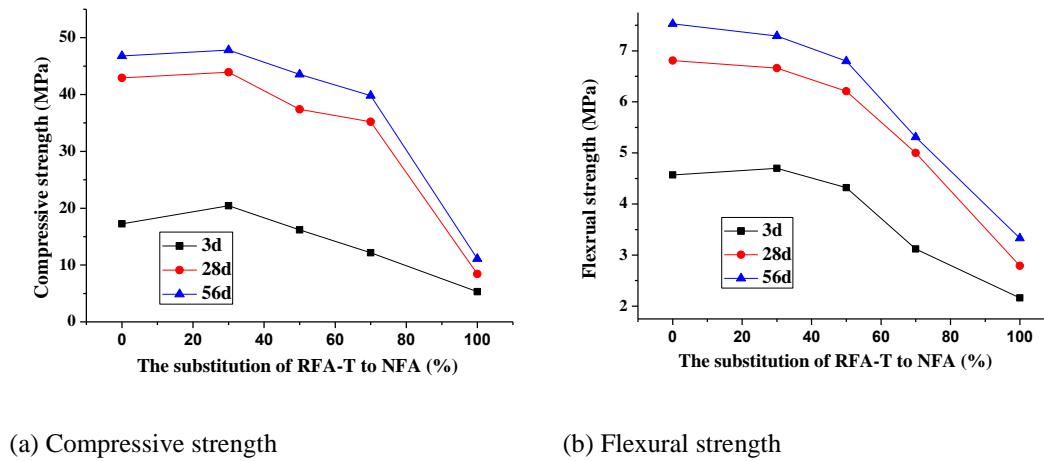 Compressive strength (MPa)
50
40
30
20
10
0
3d
28d
56d
0 20 40 60 80 100
The substitution of RFA-T to NFA (%)
Flexrual strength (MPa)
7
6
5
4
3
2
3d
28d
56d
0 20 40 60 80 100
The substitution of RFA-T to NFA (%)
(a) Compressive strength
(b) Flexural strength